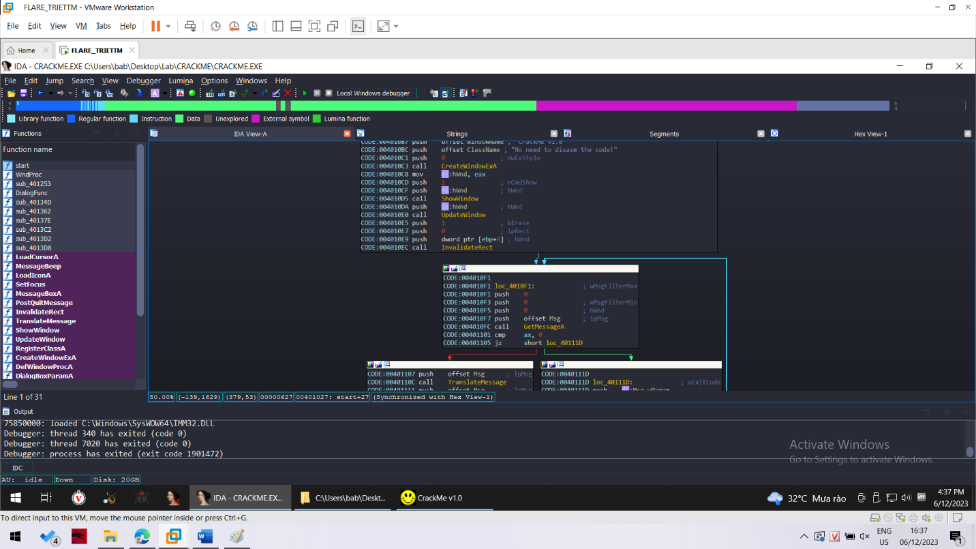 FLARE_TRIETTM - VMware Workstation
File Edit View VM Tabs Help
Home FLARE_TRIETTM
IDA - CRACKME.EXE C:\Users\bab\Desktop\Lab\CRACKME\CRACKME.EXE
File Edit Jump Search View Debugger Lumina Options Windows Help
Local Windows debugger
Library function Regular function Instruction Data Unexplored External symbol Lumina function
Functions IDA View-A Strings Segments Hex View-1
Function name
start
WndProc
sub_401253
DialogFunc
sub_40134D
sub_401362
sub_40137E
sub_4013C2
sub_4013D2
sub_4013D8
LoadCursorA
MessageBeep
LoadIconA
SetFocus
MessageBoxA
PostQuitMessage
InvalidateRect
TranslateMessage
ShowWindow
UpdateWindow
RegisterClassA
CreateWindowExA
DefWindowProcA
DialogBoxParamA
Line 1 of 31
CODE:004010B7 push offset WindowName ; "CrackMe v1.0"
CODE:004010BC push offset ClassName ; "No need to disasm the code!"
CODE:004010C1 push 0 ; dwExStyle
CODE:004010C3 call CreateWindowExA
CODE:004010C8 mov :hWnd, eax
CODE:004010CD push 1 ; nCmdShow
CODE:004010CF push :hWnd ; hWnd
CODE:004010D5 call ShowWindow
CODE:004010DA push :hWnd ; hWnd
CODE:004010E0 call UpdateWindow
CODE:004010E5 push 1 ; bErase
CODE:004010E7 push 0 ; lpRect
CODE:004010E9 push dword ptr [ebp+8] ; hWnd
CODE:004010EC call InvalidateRect
CODE:004010F1
CODE:004010F1 loc_4010F1: ; wMsgFilterMax
CODE:004010F1 push 0
CODE:004010F3 push 0 ; wMsgFilterMin
CODE:004010F5 push 0 ; hWnd
CODE:004010F7 push offset Msg ; lpMsg
CODE:004010FC call GetMessageA
CODE:00401101 cmp ax, 0
CODE:00401105 jz short loc_40111D
CODE:00401107 push offset Msg ; lpMsg
CODE:0040110C call TranslateMessage
CODE:0040111D
CODE:0040111D loc_40111D: ; uExitCode
50.00% (-139,1629) (379,53) 00000627 00401027: start+27 (Synchronized with Hex View-1)
Output
75850000: loaded C:\Windows\SysWOW64\IMM32.DLL
Debugger: thread 340 has exited (code 0)
Debugger: thread 7020 has exited (code 0)
Debugger: process has exited (exit code 1901472)
IDC
AU: idle Down Disk: 20GB
Activate Windows
Go to Settings to activate Windows.
IDA - CRACKME.EXE C:\Users\bab\Deskt... CrackMe v1.0
32°C Mưa rào
4:37 PM
6/12/2023
To direct input to this VM, move the mouse pointer inside or press Ctrl+G.
ENG
US
16:37
06/12/2023